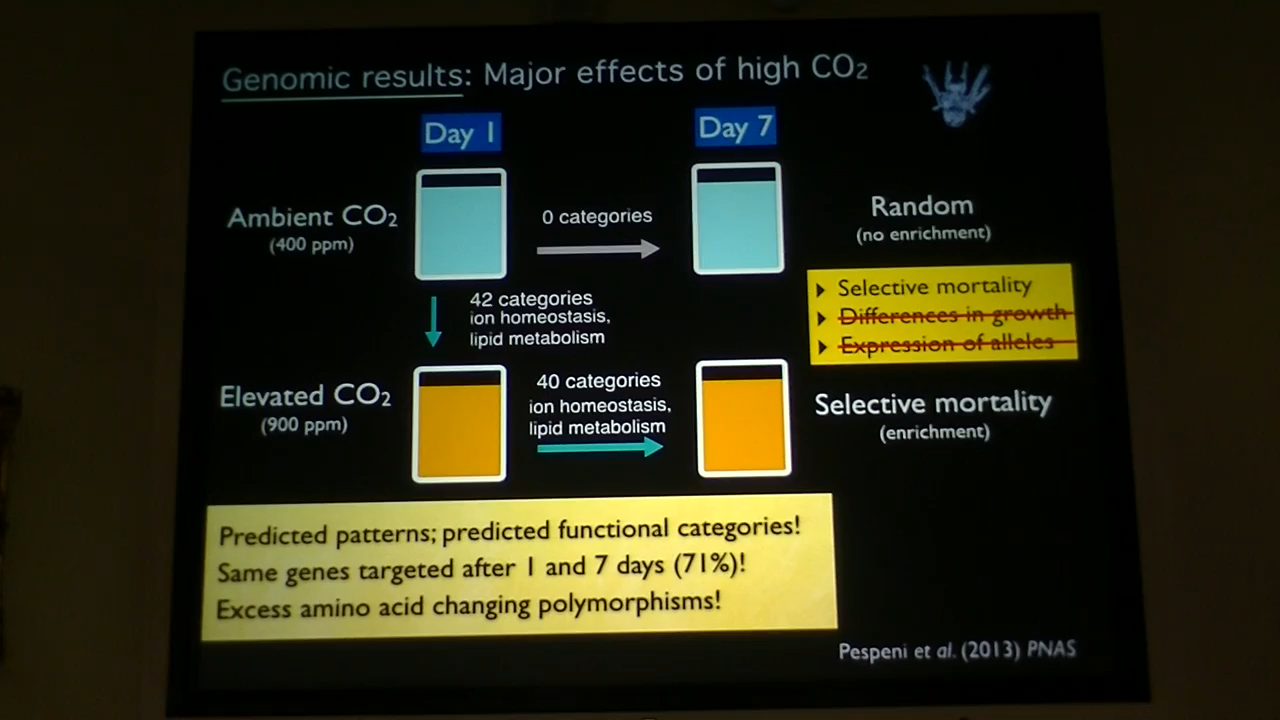 Genomic results: Major effects of high CO2
Day 1
Day 7
Ambient CO2
(400 ppm)
0 categories
Random
(no enrichment)
42 categories
ion homeostasis,
lipid metabolism
Selective mortality
Differences in growth
Expression of alleles
Elevated CO2
(900 ppm)
40 categories
ion homeostasis,
lipid metabolism
Selective mortality
(enrichment)
Predicted patterns; predicted functional categories!
Same genes targeted after 1 and 7 days (71%)!
Excess amino acid changing polymorphisms!
Pespeni et al. (2013) PNAS